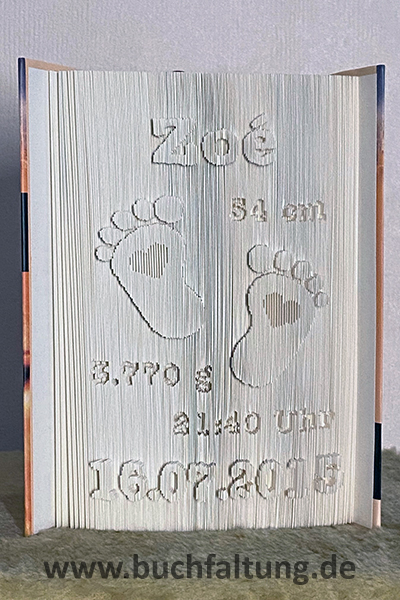 Zoé
54 cm
3.770 g
21:40 Uhr
16.07.2015
www.buchfaltung.de